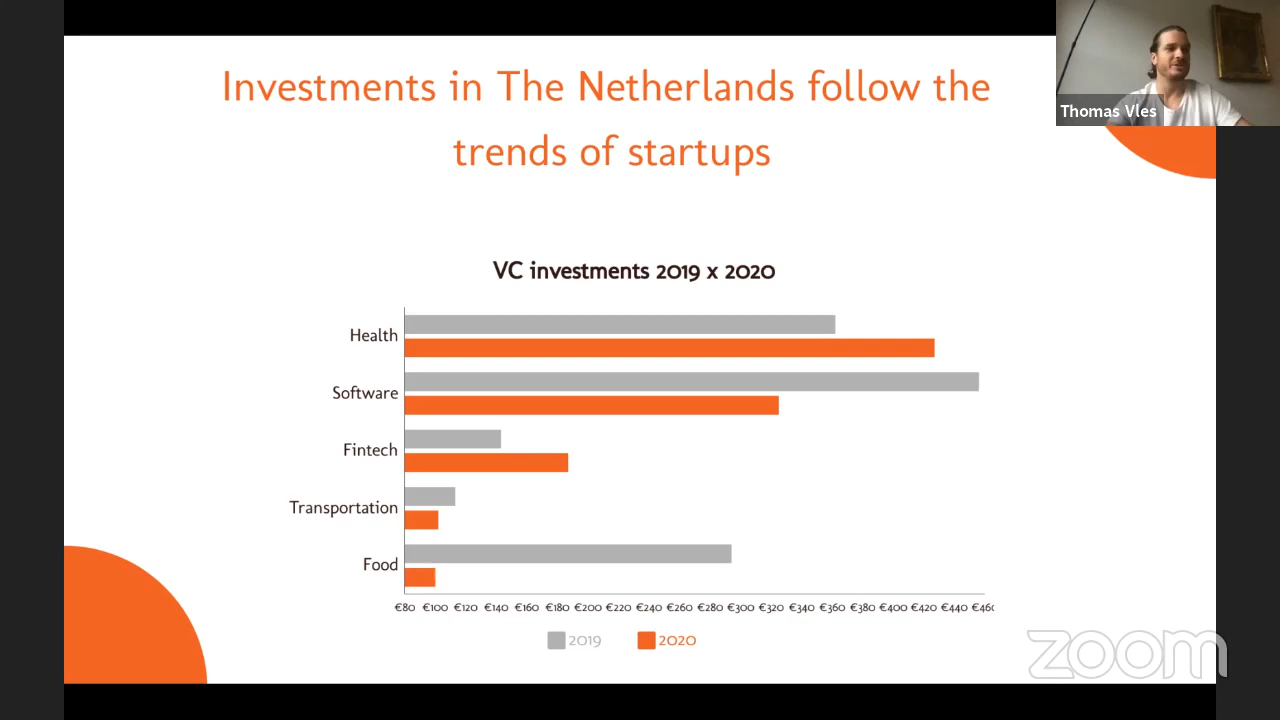 Investments in The Netherlands follow the
trends of startups
Thomas Vles
VC investments 2019 x 2020
Health
Software
Fintech
Transportation
Food
€80 €100 €120 €140 €160 €180 €200 €220 €240 €260 €280 €300 €320 €340 €360 €380 €400 €420 €440 €460
2019 2020
zoom